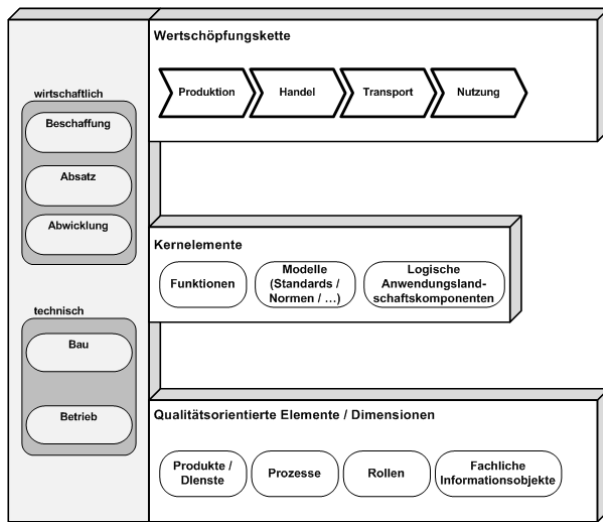 Wertschöpfungskette
Produktion
Handel
Transport
Nutzung
wirtschaftlich
Beschaffung
Absatz
Abwicklung
Kernelemente
Funktionen
Modelle
(Standards /
Normen / ...)
Logische
Anwendungsland-
schaftskomponenten
technisch
Bau
Betrieb
Qualitätsorientierte Elemente / Dimensionen
Produkte /
DIenste
Prozesse
Rollen
Fachliche
Informationsobjekte